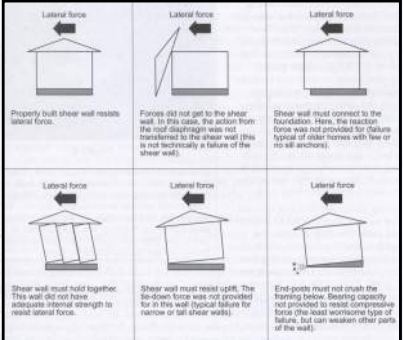 Lateral force
Properly built shear wall resists
lateral force.
Lateral force
Forces did not get to the shear
wall. In this case, the action from
the roof diaphragm was not
transferred to the shear wall (this
is not technically a failure of the
shear wall).
Lateral force
Shear wall must connect to the
foundation. Here, the reaction
force was not provided for (failure
typical of older homes with few or
no sill anchors).
Lateral force
Shear wall must hold together.
This wall did not have
adequate internal strength to
resist lateral force.
Lateral force
Shear wall must resist uplift. The
tie-down force was not provided
for in this wall (typical failure for
narrow or tall shear walls).
Lateral force
End-posts must not crush the
framing below. Bearing capacity
not provided to resist compressive
force (the least worrisome type of
failure, but can weaken other parts
of the wall).